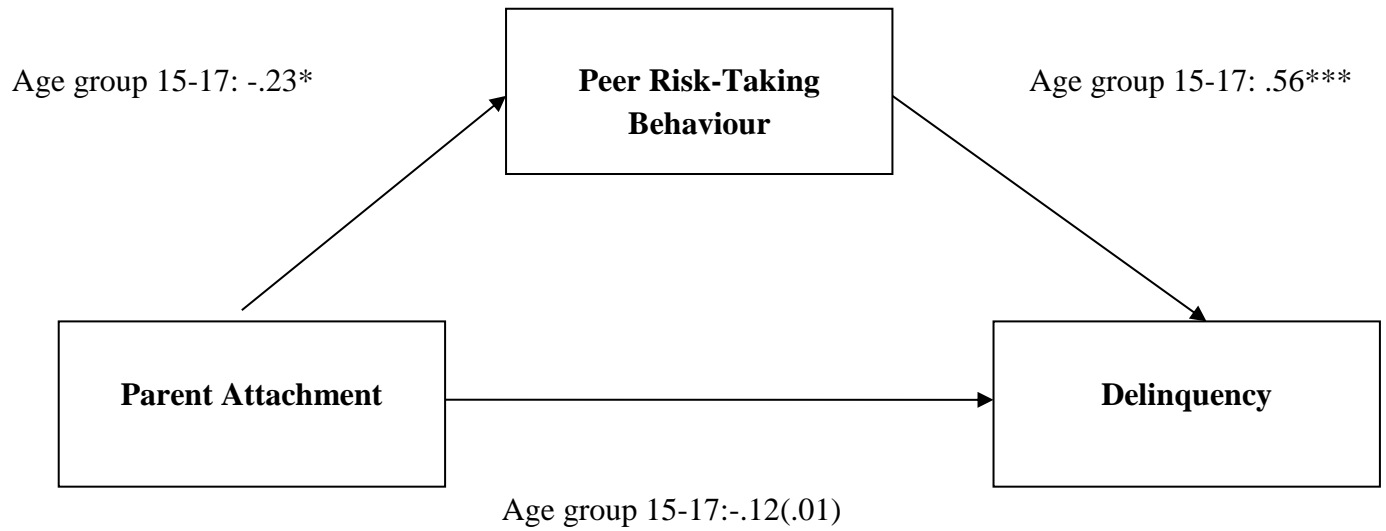 Age group 15-17: -.23*
Peer Risk-Taking
Behaviour
Age group 15-17: .56***
Parent Attachment
Delinquency
Age group 15-17:-.12(.01)